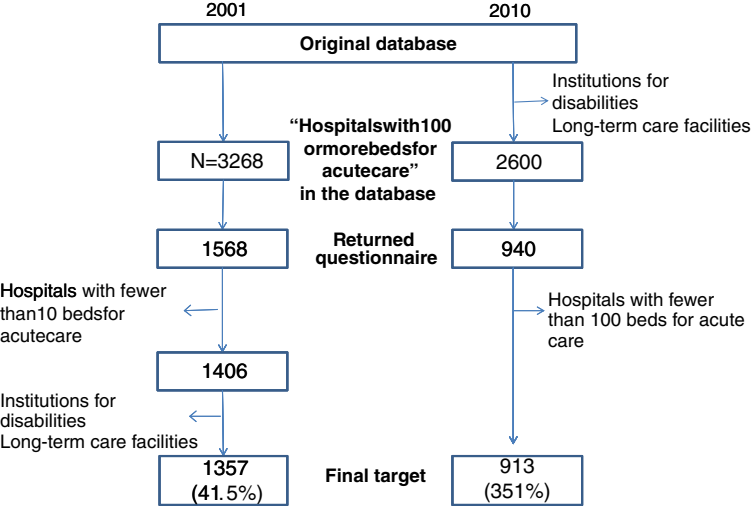 2001
2010
Original database
Institutions for
disabilities
Long-term care facilities
“Hospitalswith100
ormorebedsfor
acutecare”
in the database
N=3268
2600
1568
Returned
questionnaire
940
Hospitals with fewer
than10 bedsfor
acutecare
Hospitals with fewer
than 100 beds for acute
care
1406
Institutions for
disabilities
Long-term care facilities
1357
(41.5%)
Final target
913
(351%)